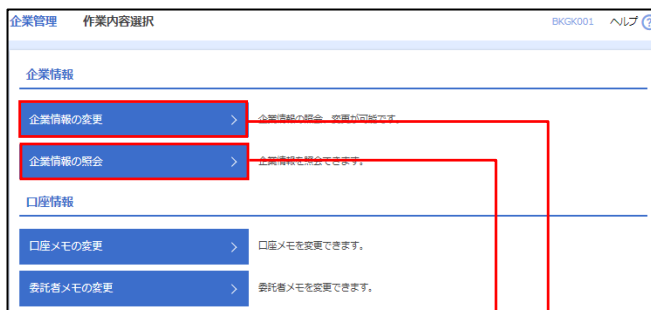 企業管理 作業内容選択 BKGK001 ヘルプ ?
企業情報
企業情報の変更 企業情報の照会、変更が可能です。
企業情報の照会 企業情報を照会できます。
口座情報
口座メモの変更 口座メモを変更できます。
委託者メモの変更 委託者メモを変更できます。